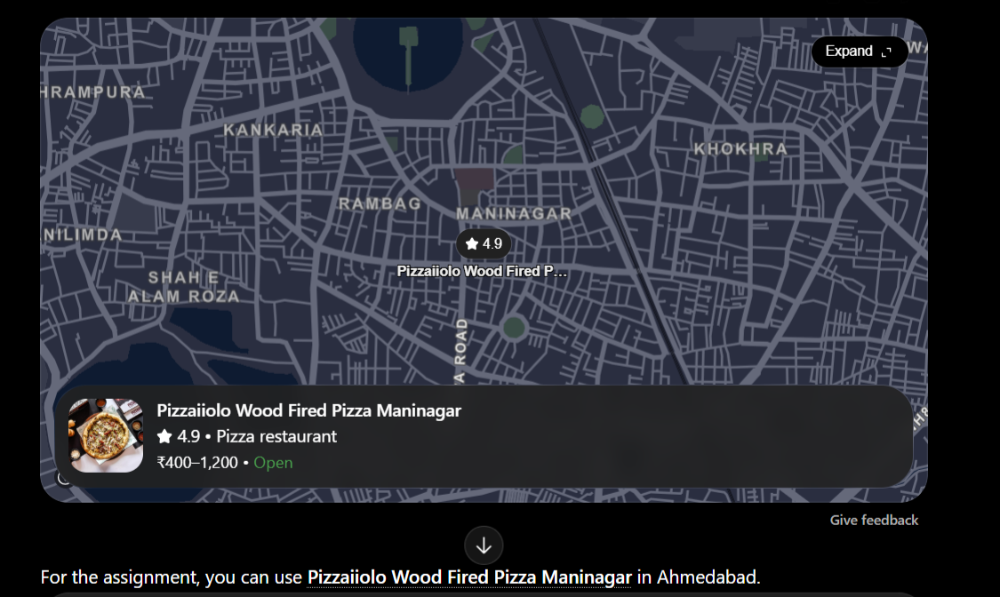 Expand
WA
HRAMPURA
KANKARIA
KHOKHRA
RAMBAG
MANINAGAR
NILIMDA
4.9
Pizzaiiolo Wood Fired P...
SHAH E
ALAM ROZA
TA ROAD
Pizzaiiolo Wood Fired Pizza Maninagar
4.9 • Pizza restaurant
₹400–1,200 • Open
Give feedback
For the assignment, you can use Pizzaiiolo Wood Fired Pizza Maninagar in Ahmedabad.